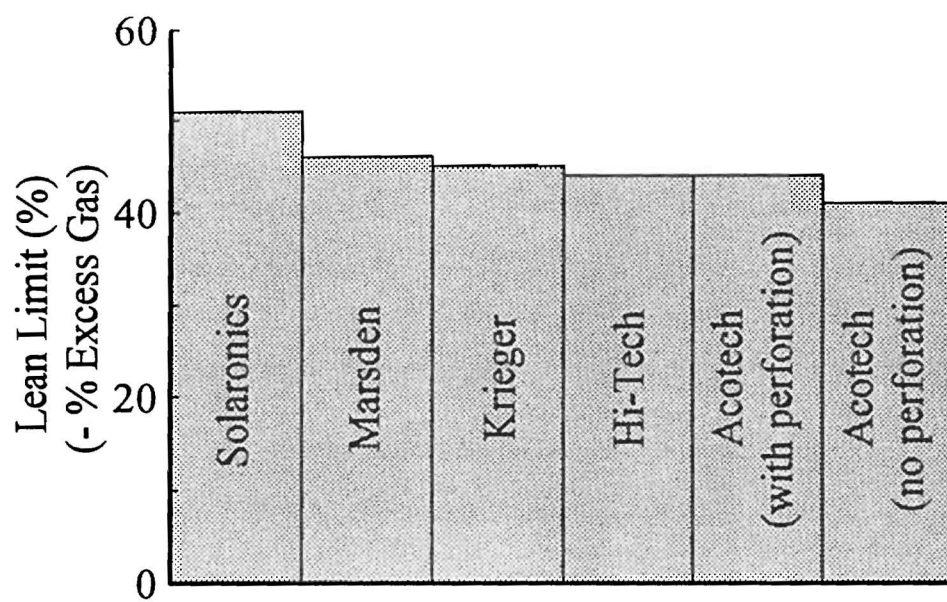 60
40
20
0
Lean Limit (%)
(- % Excess Gas)
Solaronics
Marsden
Krieger
Hi-Tech
Acotech
(with perforation)
Acotech
(no perforation)